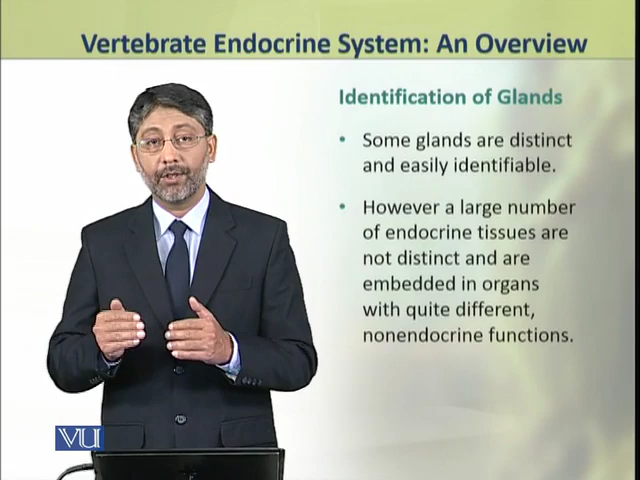 Vertebrate Endocrine System: An Overview
Identification of Glands
• Some glands are distinct
and easily identifiable.
• However a large number
of endocrine tissues are
not distinct and are
embedded in organs
with quite different,
nonendocrine functions.
VU